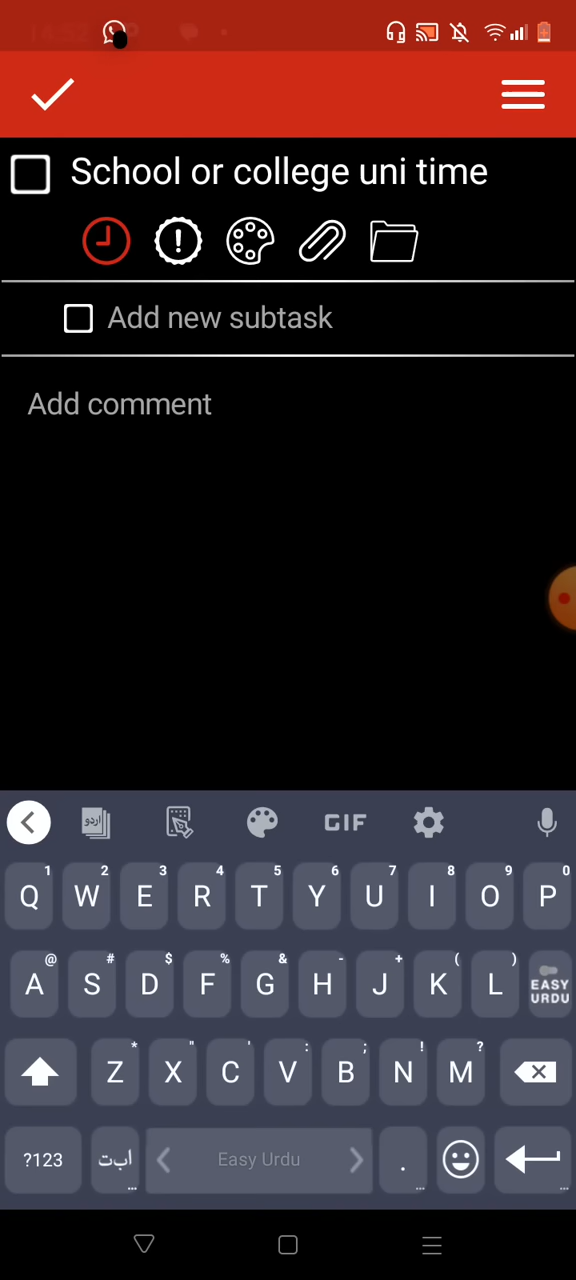 School or college uni time
Add new subtask
Add comment
اردو
GIF
Q 1 W 2 E 3 R 4 T 5 Y 6 U 7 I 8 O 9 P 0
A @ S # D $ F % G & H - J + K ( L ) EASY URDU
Z * X " C ' V : B ; N ! M ?
?123 ا ب ت Easy Urdu .